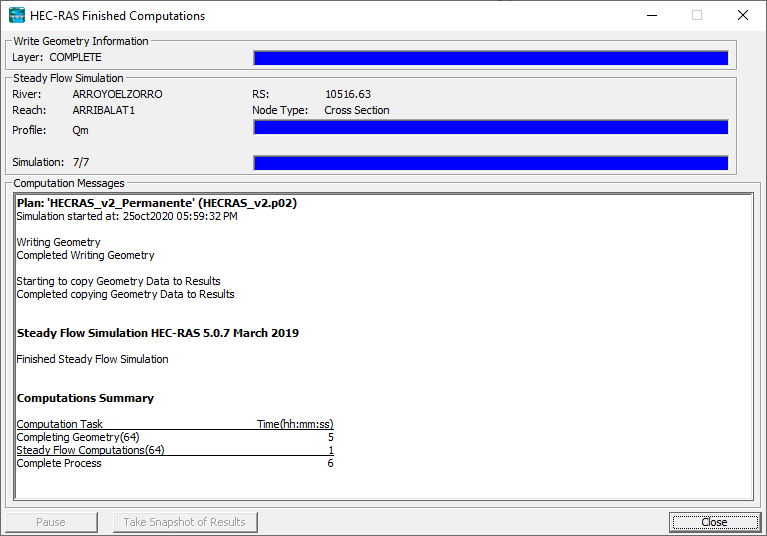 HEC-RAS Finished Computations
Write Geometry Information
Layer: COMPLETE
Steady Flow Simulation
River: ARROYOELZORRO RS: 10516.63
Reach: ARRIBALAT1 Node Type: Cross Section
Profile: Qm
Simulation: 7/7
Computation Messages
Plan: 'HECRAS_v2_Permanente' (HECRAS_v2.p02)
Simulation started at: 25oct2020 05:59:32 PM
Writing Geometry
Completed Writing Geometry
Starting to copy Geometry Data to Results
Completed copying Geometry Data to Results
Steady Flow Simulation HEC-RAS 5.0.7 March 2019
Finished Steady Flow Simulation
Computations Summary
Computation Task Time(hh:mm:ss)
Completing Geometry(64) 5
Steady Flow Computations(64) 1
Complete Process 6
Pause Take Snapshot of Results Close